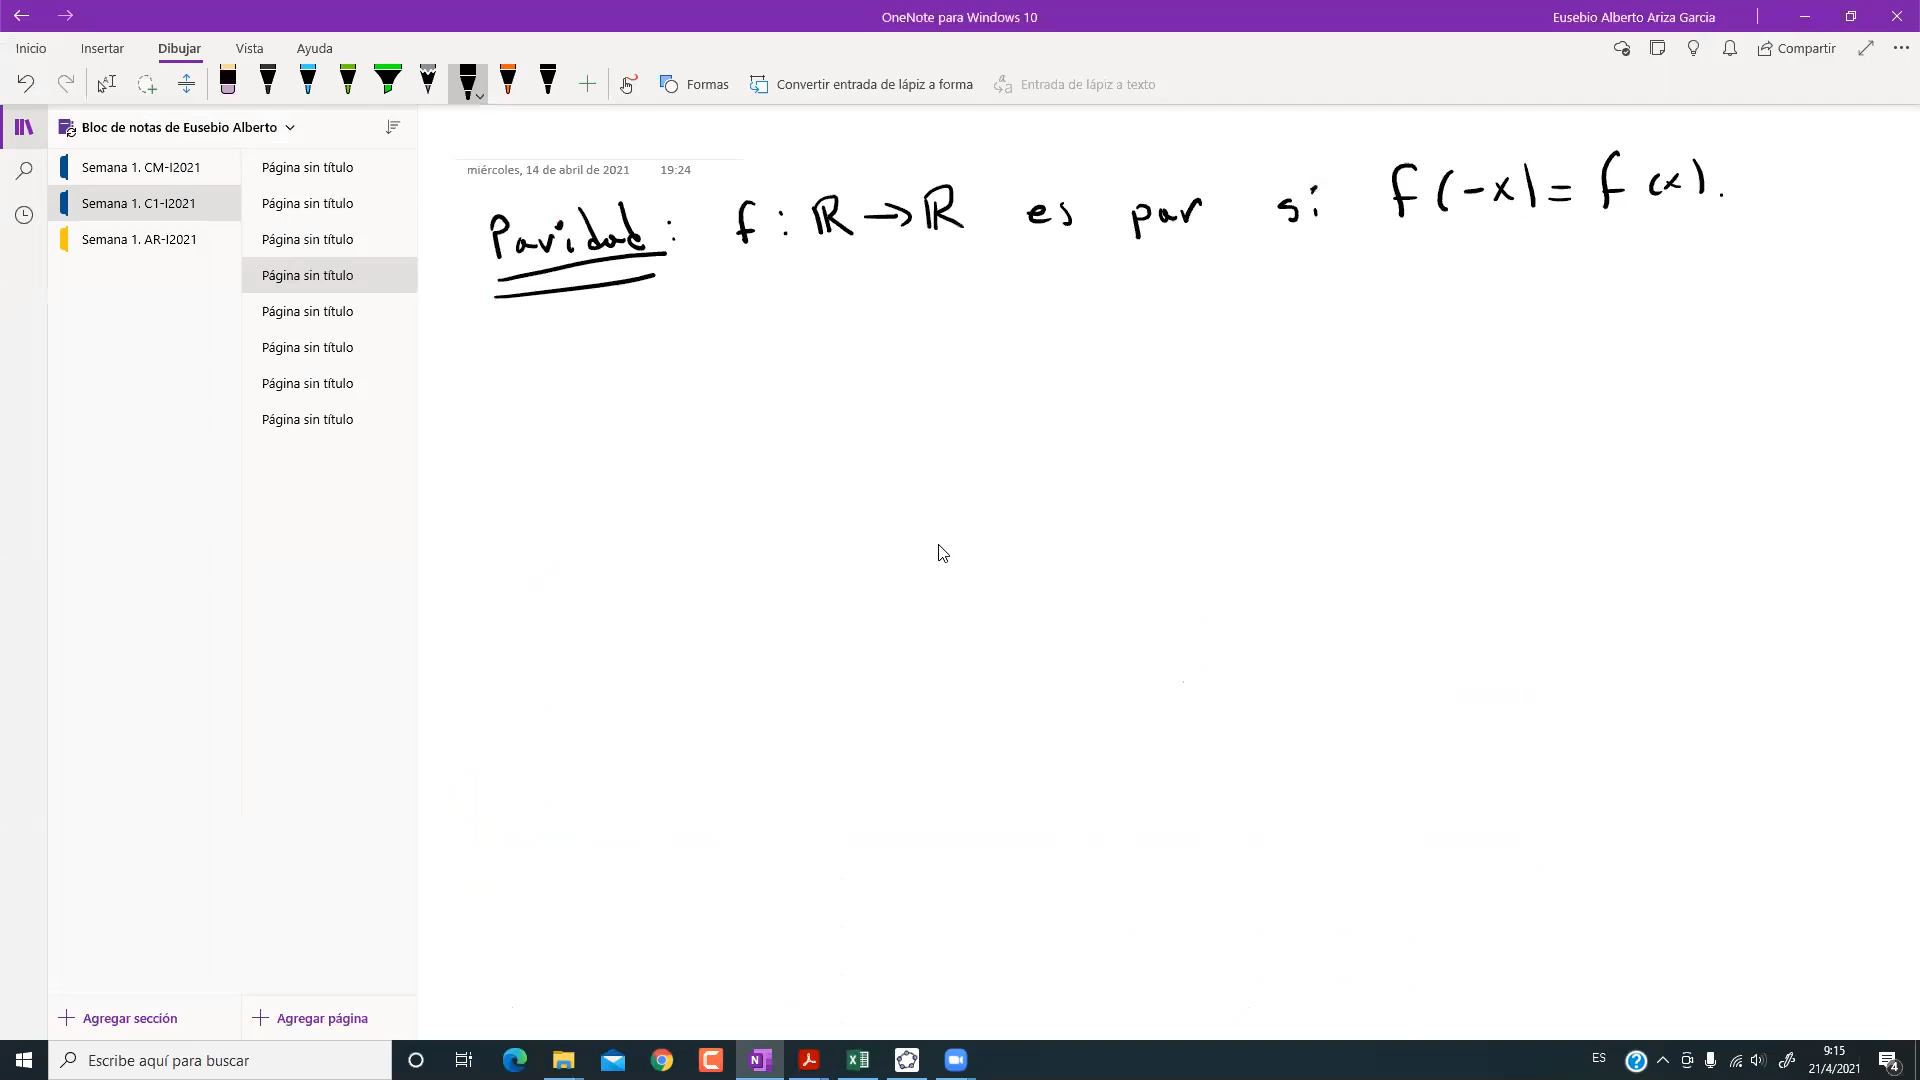 OneNote para Windows 10
Eusebio Alberto Ariza Garcia
Inicio Insertar Dibujar Vista Ayuda
Compartir
Formas Convertir entrada de lápiz a forma Entrada de lápiz a texto
Bloc de notas de Eusebio Alberto
Semana 1. CM-I2021
Semana 1. C1-I2021
Semana 1. AR-I2021
Página sin título
Página sin título
Página sin título
Página sin título
Página sin título
Página sin título
Página sin título
Página sin título
miércoles, 14 de abril de 2021 19:24
Paridad: f: ℝ → ℝ es par si f(-x) = f(x).
Agregar sección
Agregar página
Escribe aquí para buscar
ES
9:15
21/4/2021
4